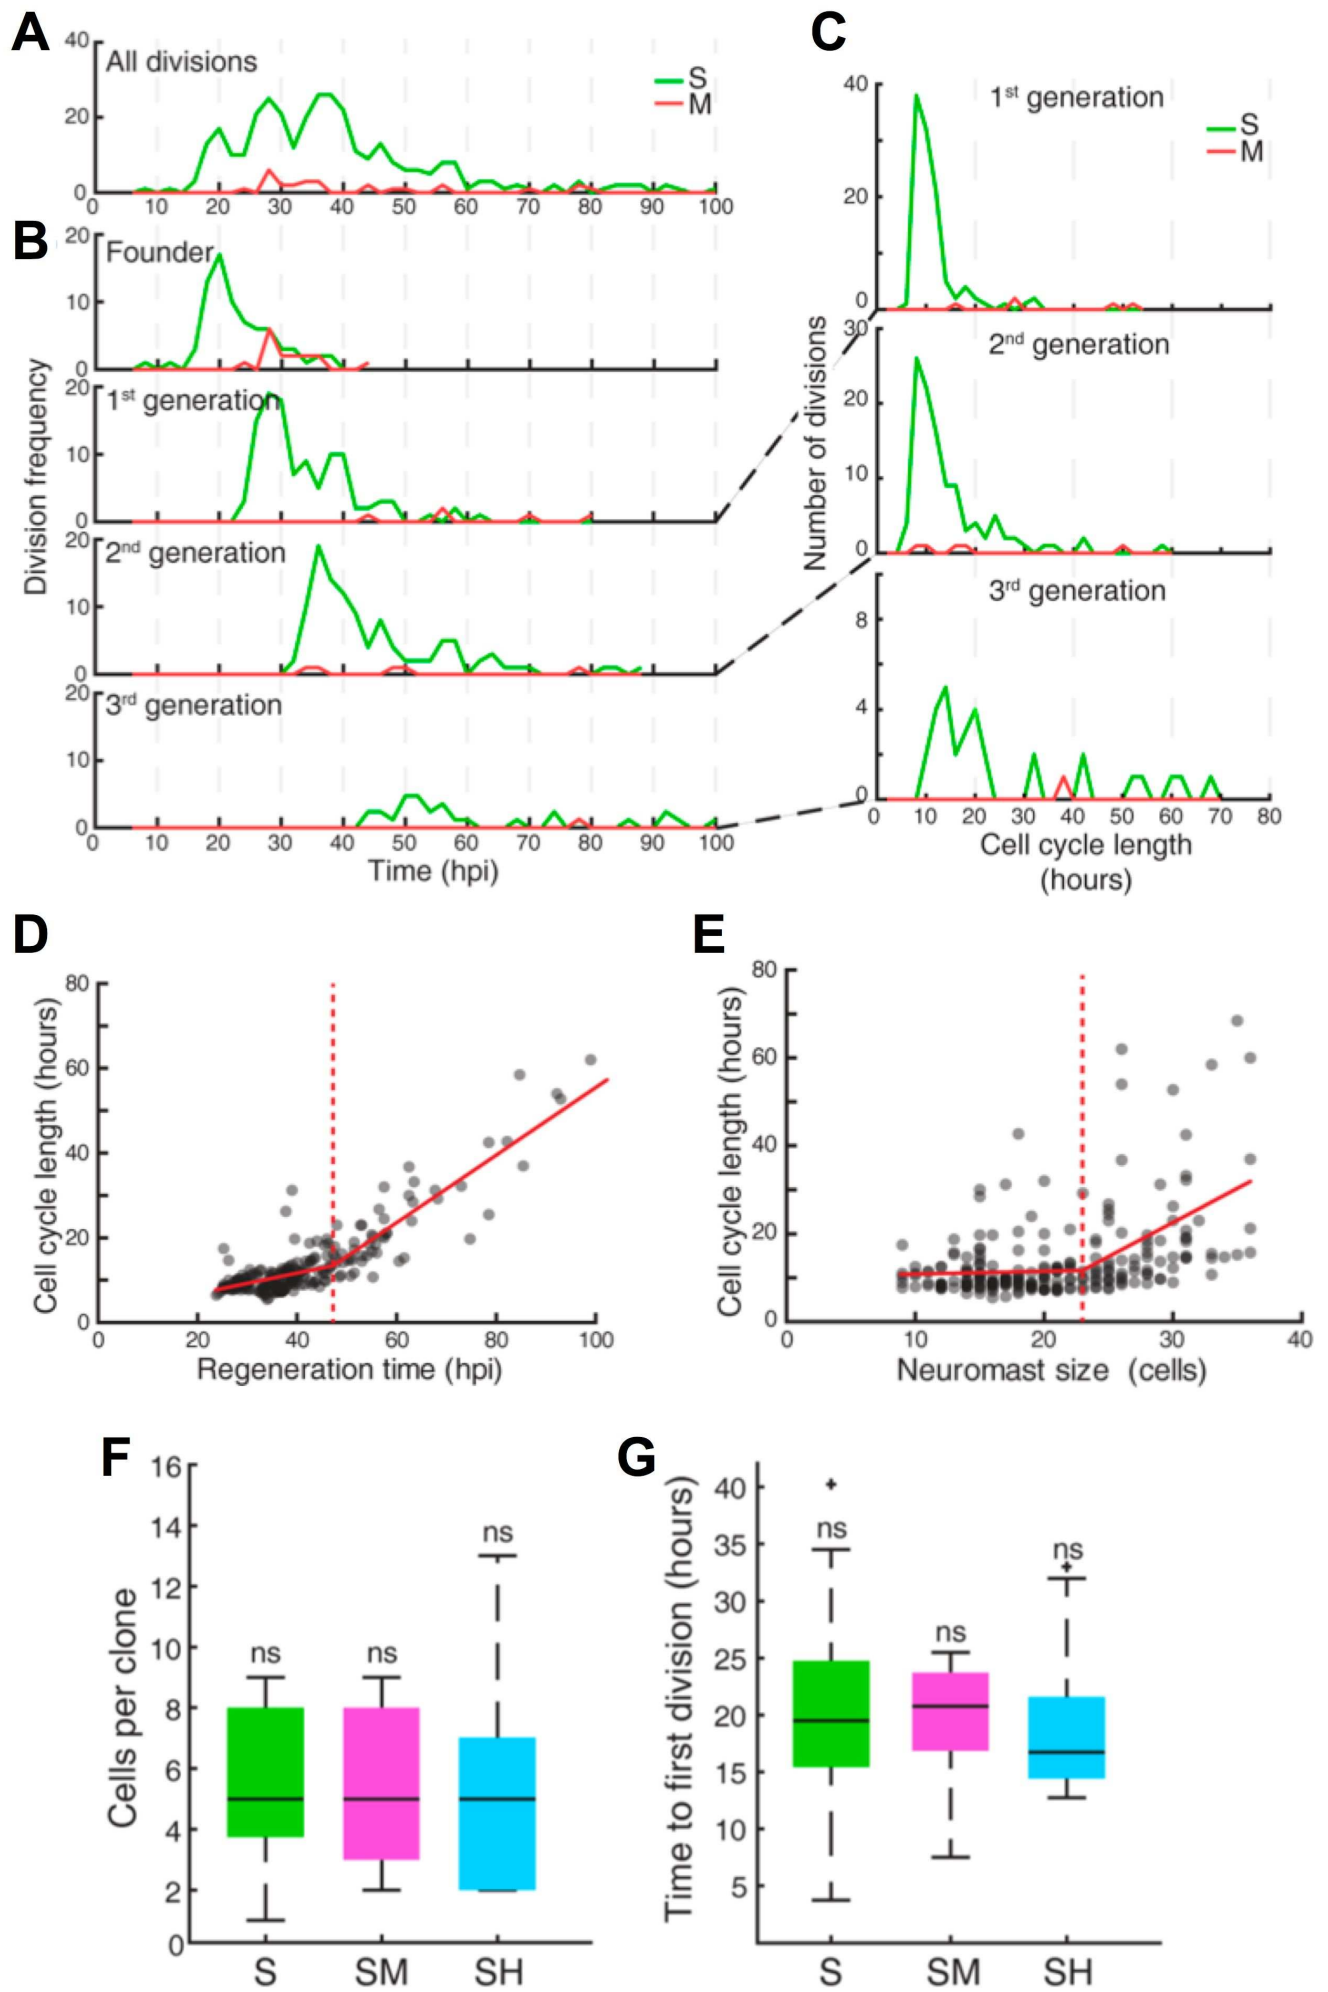 A
40
All divisions
S
M
20
0
0 10 20 30 40 50 60 70 80 90 100
B
20
Founder
10
0
20
1st generation
10
0
20
2nd generation
10
0
20
3rd generation
10
0
0 10 20 30 40 50 60 70 80 90 100
Time (hpi)
Division frequency
C
40
1st generation
S
M
20
0
30
2nd generation
20
10
0
3rd generation
8
4
0
0 10 20 30 40 50 60 70 80
Cell cycle length
(hours)
Number of divisions
D
80
60
40
20
0
0 20 40 60 80 100
Regeneration time (hpi)
Cell cycle length (hours)
E
80
60
40
20
0
0 10 20 30 40
Neuromast size (cells)
Cell cycle length (hours)
F
16
14
12
10
8
6
4
2
0
ns ns ns
S SM SH
Cells per clone
G
40
35
30
25
20
15
10
5
ns ns ns
S SM SH
Time to first division (hours)